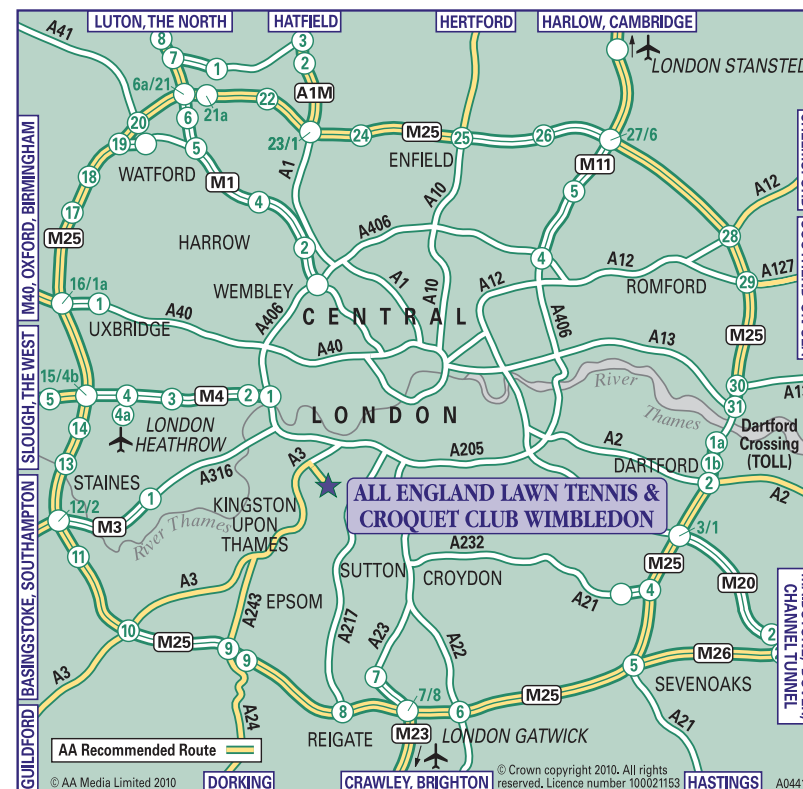 LUTON, THE NORTH
HATFIELD
HERTFORD
HARLOW, CAMBRIDGE
A41
8
7
1
3
2
LONDON STANSTED
6a/21
A1M
21a
22
6
20
19
5
23/1
24
M25
25
26
27/6
ENFIELD
M11
WATFORD
M1
A1
A10
5
A12
18
4
17
M25
HARROW
2
A406
4
28
A12
A127
29
ROMFORD
M40, OXFORD, BIRMINGHAM
16/1a
1
WEMBLEY
A1
A10
A12
A406
CENTRAL
UXBRIDGE
A40
A406
A40
A13
M25
SLOUGH, THE WEST
15/4b
5
4
3
M4
2
1
4a
River
Thames
30
31
LONDON
HEATHROW
LONDON
14
1a
Dartford
Crossing
(TOLL)
13
A316
A3
A205
A2
DARTFORD
1b
2
A2
STAINES
1
KINGSTON
UPON
THAMES
ALL ENGLAND LAWN TENNIS &
CROQUET CLUB WIMBLEDON
12/2
M3
River Thames
3/1
11
A232
M25
M20
BASINGSTOKE, SOUTHAMPTON
A3
SUTTON
CROYDON
A21
4
EPSOM
A243
A217
10
M25
9
9
A23
A22
M26
CHANNEL TUNNEL
5
SEVENOAKS
A3
7
7/8
M25
A24
8
6
A21
REIGATE
M23
LONDON GATWICK
GUILDFORD
AA Recommended Route
© AA Media Limited 2010
DORKING
CRAWLEY, BRIGHTON
© Crown copyright 2010. All rights
reserved. Licence number 100021153
HASTINGS